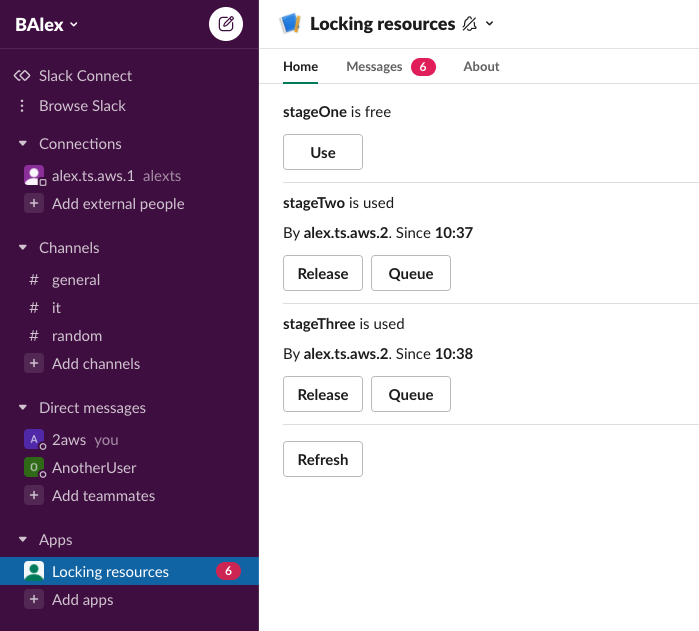 BAlex
Slack Connect
Browse Slack
Connections
alex.ts.aws.1 alexts
+ Add external people
Channels
# general
# it
# random
+ Add channels
Direct messages
A 2aws you
O AnotherUser
+ Add teammates
Apps
Locking resources 6
+ Add apps
Locking resources
Home Messages 6 About
stageOne is free
Use
stageTwo is used
By alex.ts.aws.2. Since 10:37
Release Queue
stageThree is used
By alex.ts.aws.2. Since 10:38
Release Queue
Refresh